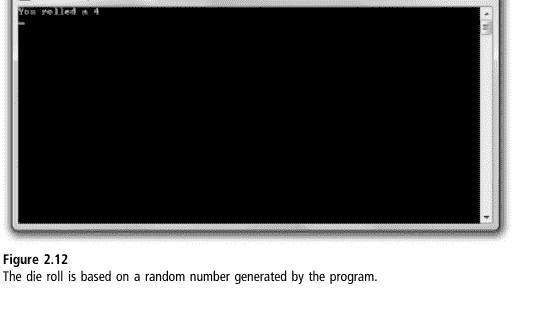 You rolled a 4
Figure 2.12
The die roll is based on a random number generated by the program.